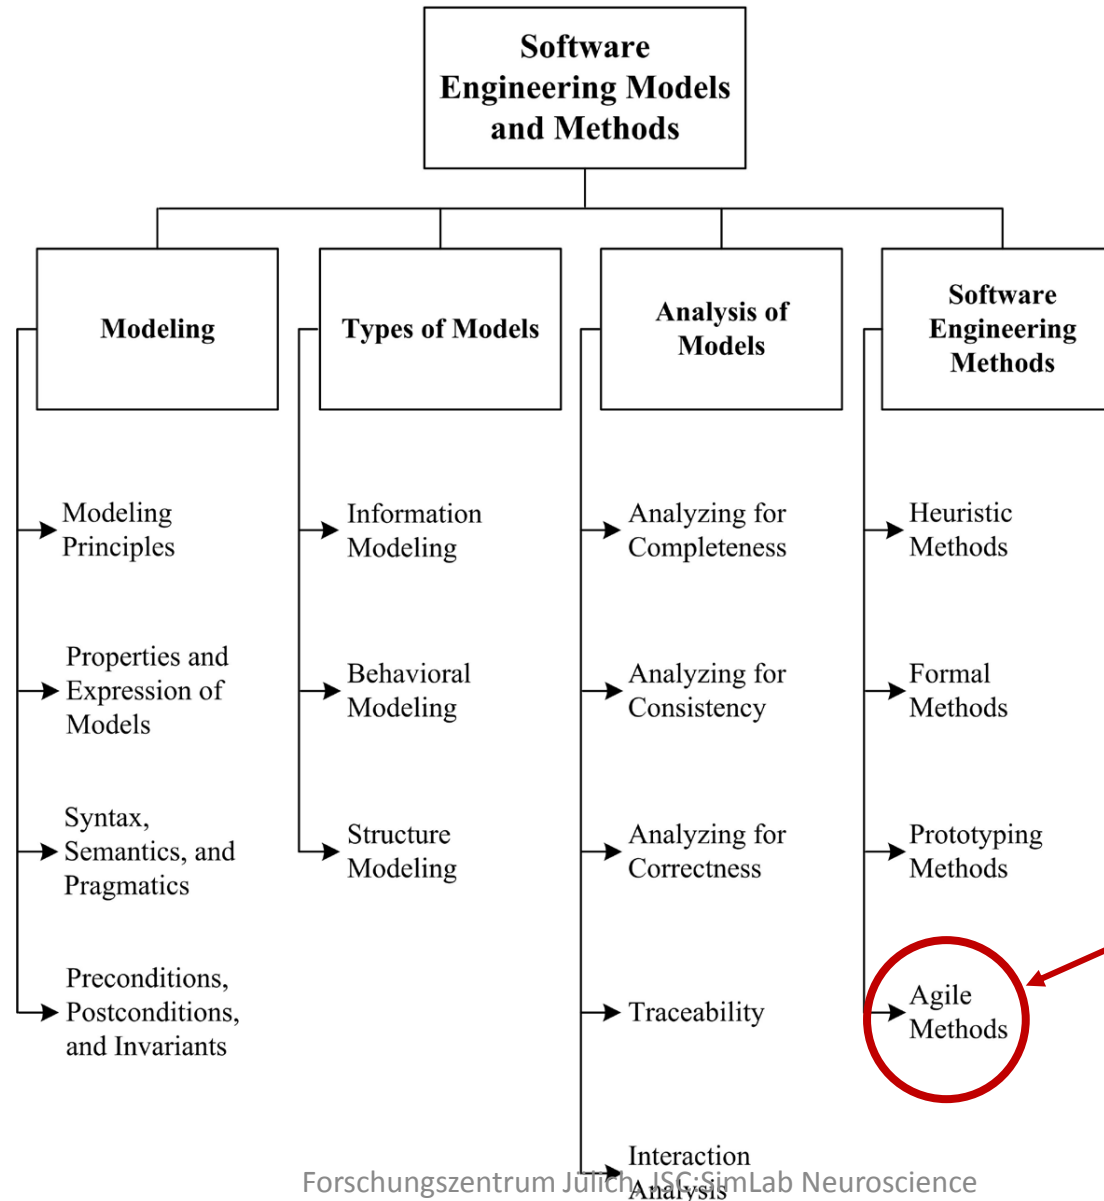 Software
Engineering Models
and Methods
Modeling
Modeling
Principles
Properties and
Expression of
Models
Syntax,
Semantics, and
Pragmatics
Preconditions,
Postconditions,
and Invariants
Types of Models
Information
Modeling
Behavioral
Modeling
Structure
Modeling
Analysis of
Models
Analyzing for
Completeness
Analyzing for
Consistency
Analyzing for
Correctness
Traceability
Interaction
Analysis
Software
Engineering
Methods
Heuristic
Methods
Formal
Methods
Prototyping
Methods
Agile
Methods
Forschungszentrum Jülich, JSC:SimLab Neuroscience